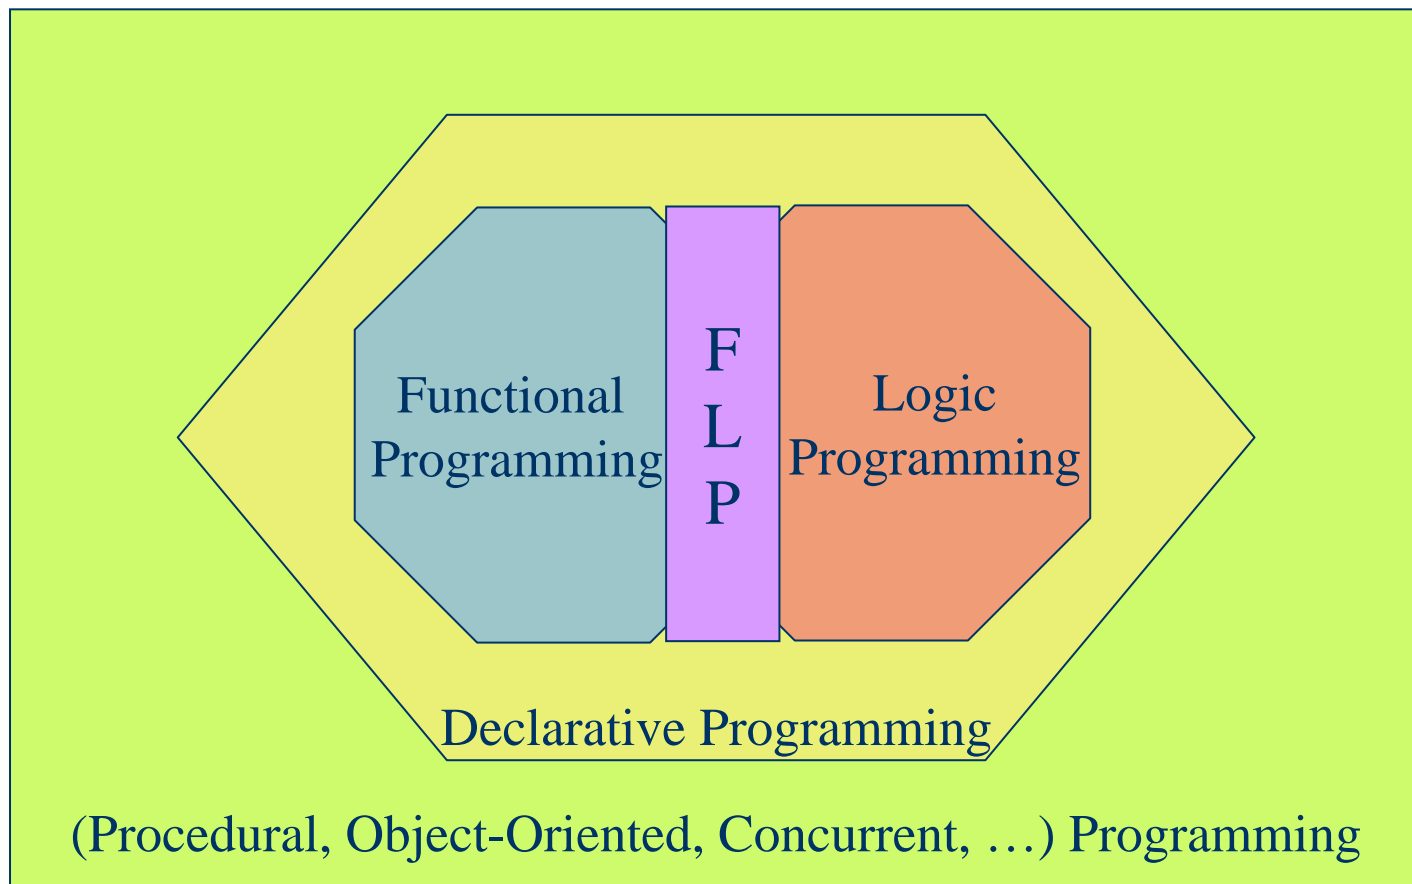 Functional
Programming
F
L
P
Logic
Programming
Declarative Programming
(Procedural, Object-Oriented, Concurrent, …) Programming